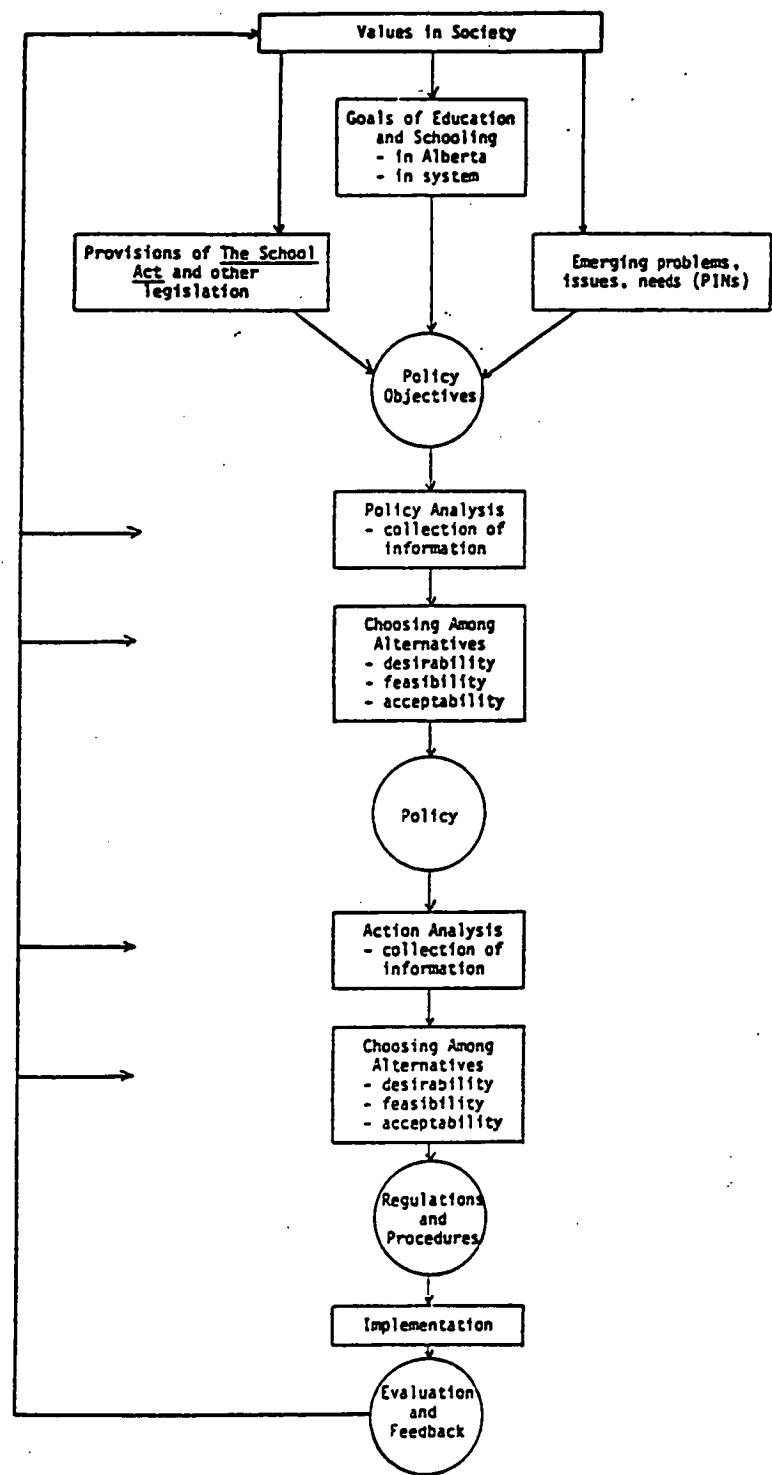 Values in Society
Goals of Education
and Schooling
- in Alberta
- in system
Provisions of The School
Act and other
legislation
Emerging problems,
issues, needs (PINs)
Policy
Objectives
Policy Analysis
- collection of
information
Choosing Among
Alternatives
- desirability
- feasibility
- acceptability
Policy
Action Analysis
- collection of
information
Choosing Among
Alternatives
- desirability
- feasibility
- acceptability
Regulations
and
Procedures
Implementation
Evaluation
and
Feedback